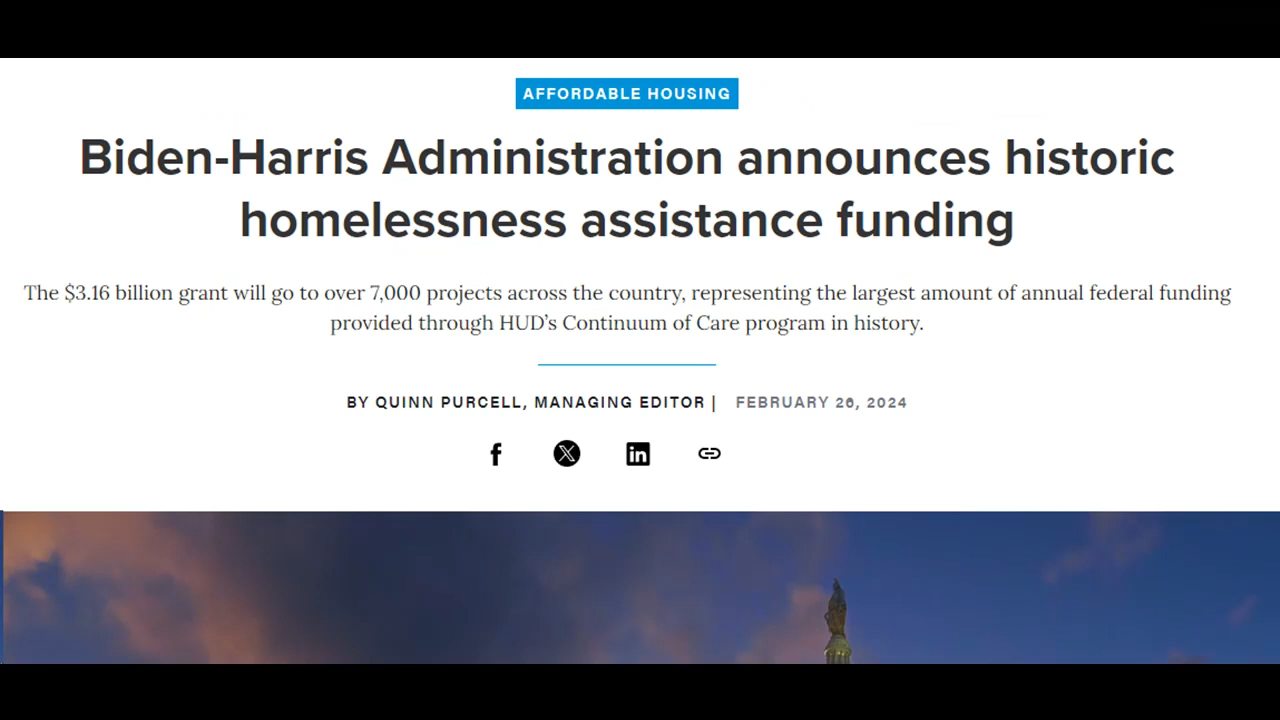 AFFORDABLE HOUSING
Biden-Harris Administration announces historic
homelessness assistance funding
The $3.16 billion grant will go to over 7,000 projects across the country, representing the largest amount of annual federal funding
provided through HUD’s Continuum of Care program in history.
BY QUINN PURCELL, MANAGING EDITOR | FEBRUARY 26, 2024